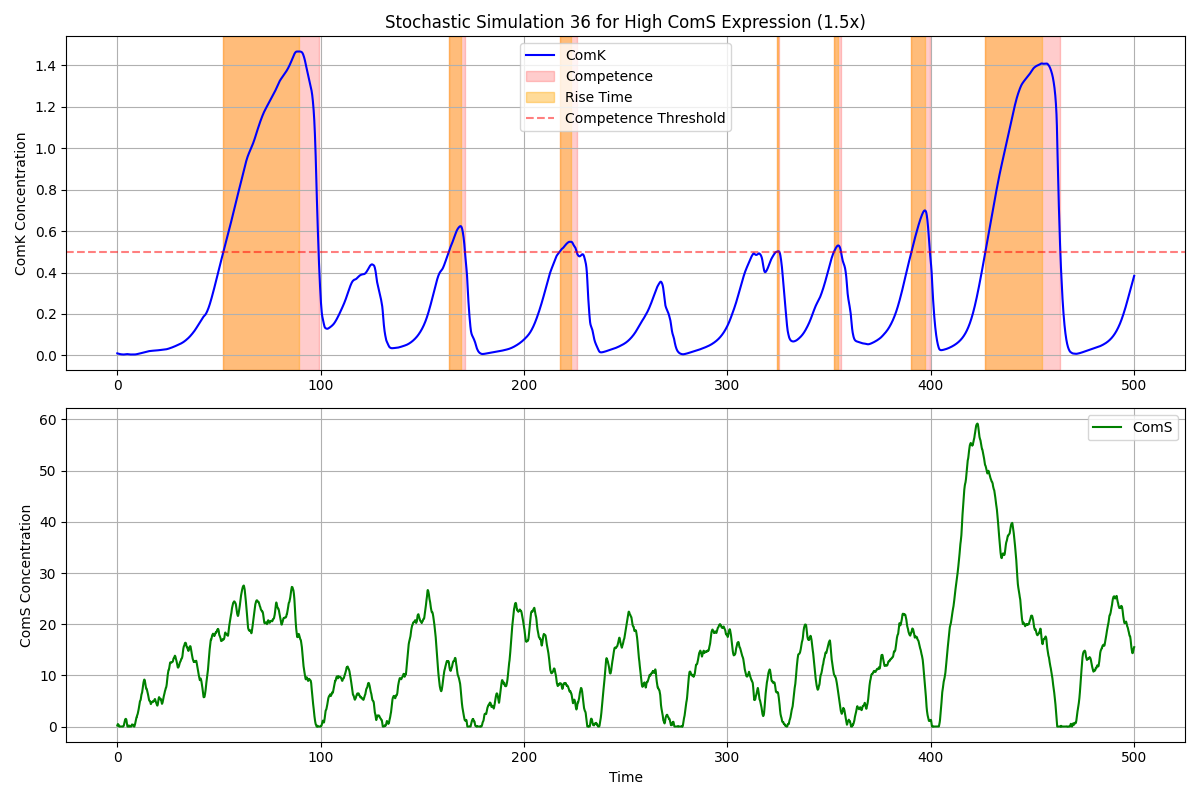 Stochastic Simulation 36 for High ComS Expression (1.5x)
ComK
Competence
Rise Time
Competence Threshold
ComK Concentration
1.4
1.2
1.0
0.8
0.6
0.4
0.2
0.0
0 100 200 300 400 500
ComS
ComS Concentration
60
50
40
30
20
10
0
0 100 200 300 400 500
Time